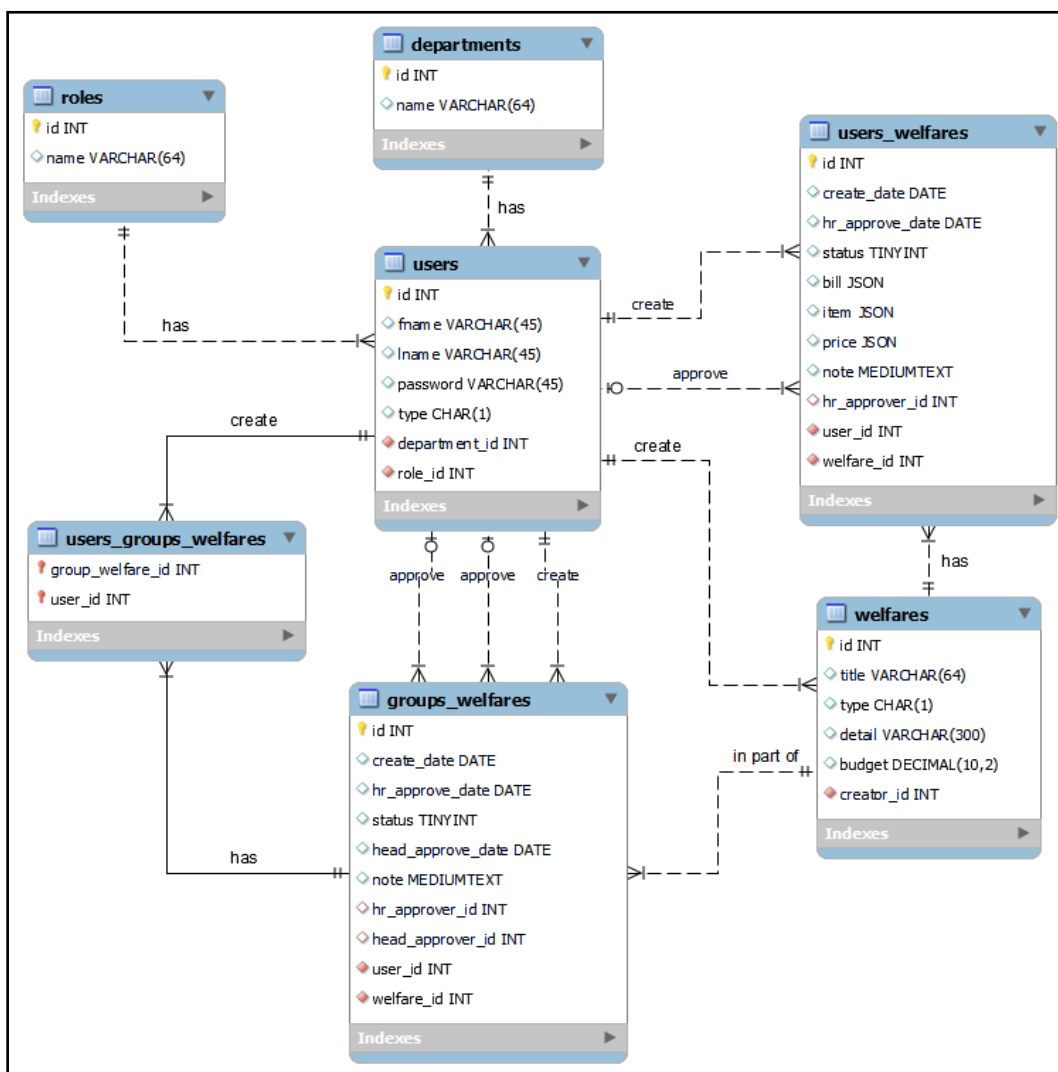 departments
id INT
name VARCHAR(64)
Indexes
roles
id INT
name VARCHAR(64)
Indexes
users_welfares
id INT
create_date DATE
hr_approve_date DATE
status TINYINT
bill JSON
item JSON
price JSON
note MEDIUMTEXT
hr_approver_id INT
user_id INT
welfare_id INT
Indexes
has
users
id INT
fname VARCHAR(45)
lname VARCHAR(45)
password VARCHAR(45)
type CHAR(1)
department_id INT
role_id INT
Indexes
has
create
approve
create
create
users_groups_welfares
group_welfare_id INT
user_id INT
Indexes
approve
approve
create
has
welfares
id INT
title VARCHAR(64)
type CHAR(1)
detail VARCHAR(300)
budget DECIMAL(10,2)
creator_id INT
Indexes
groups_welfares
id INT
create_date DATE
hr_approve_date DATE
status TINYINT
head_approve_date DATE
note MEDIUMTEXT
hr_approver_id INT
head_approver_id INT
user_id INT
welfare_id INT
Indexes
in part of
has